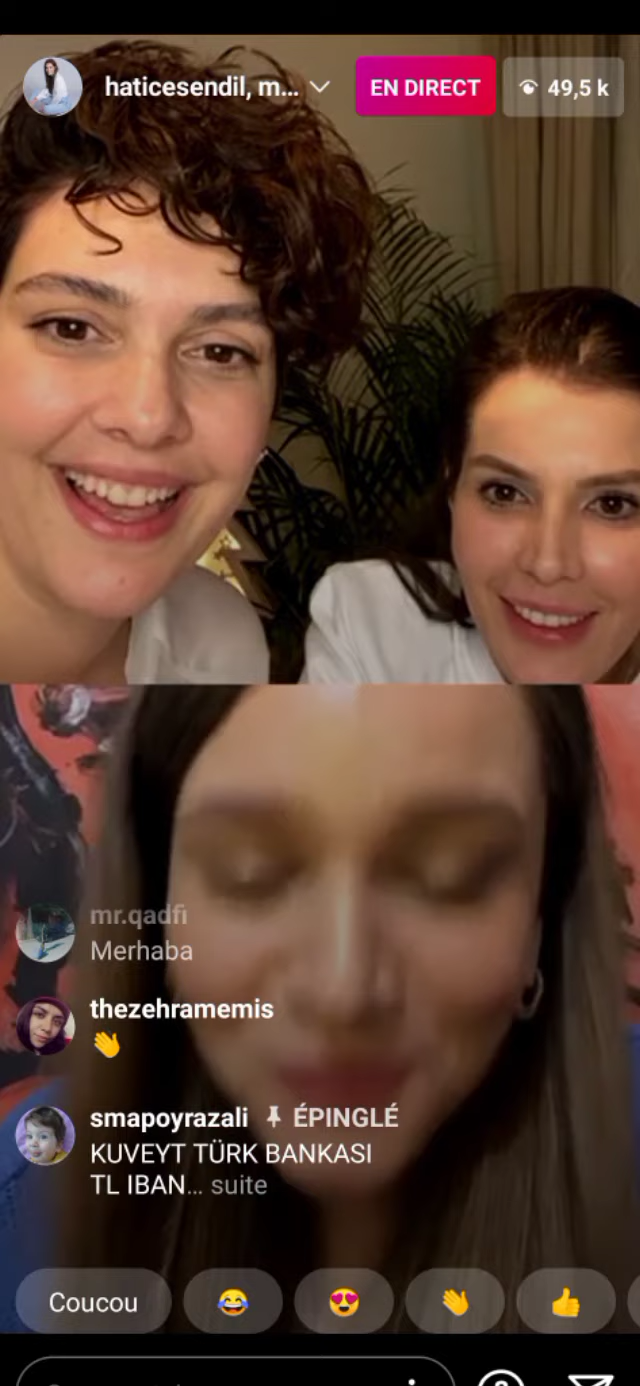 haticesendil, m...
EN DIRECT
49,5 k
mr.qadfi
Merhaba
thezehramemis
smapoyrazali ÉPINGLÉ
KUVEYT TÜRK BANKASI
TL IBAN... suite
Coucou